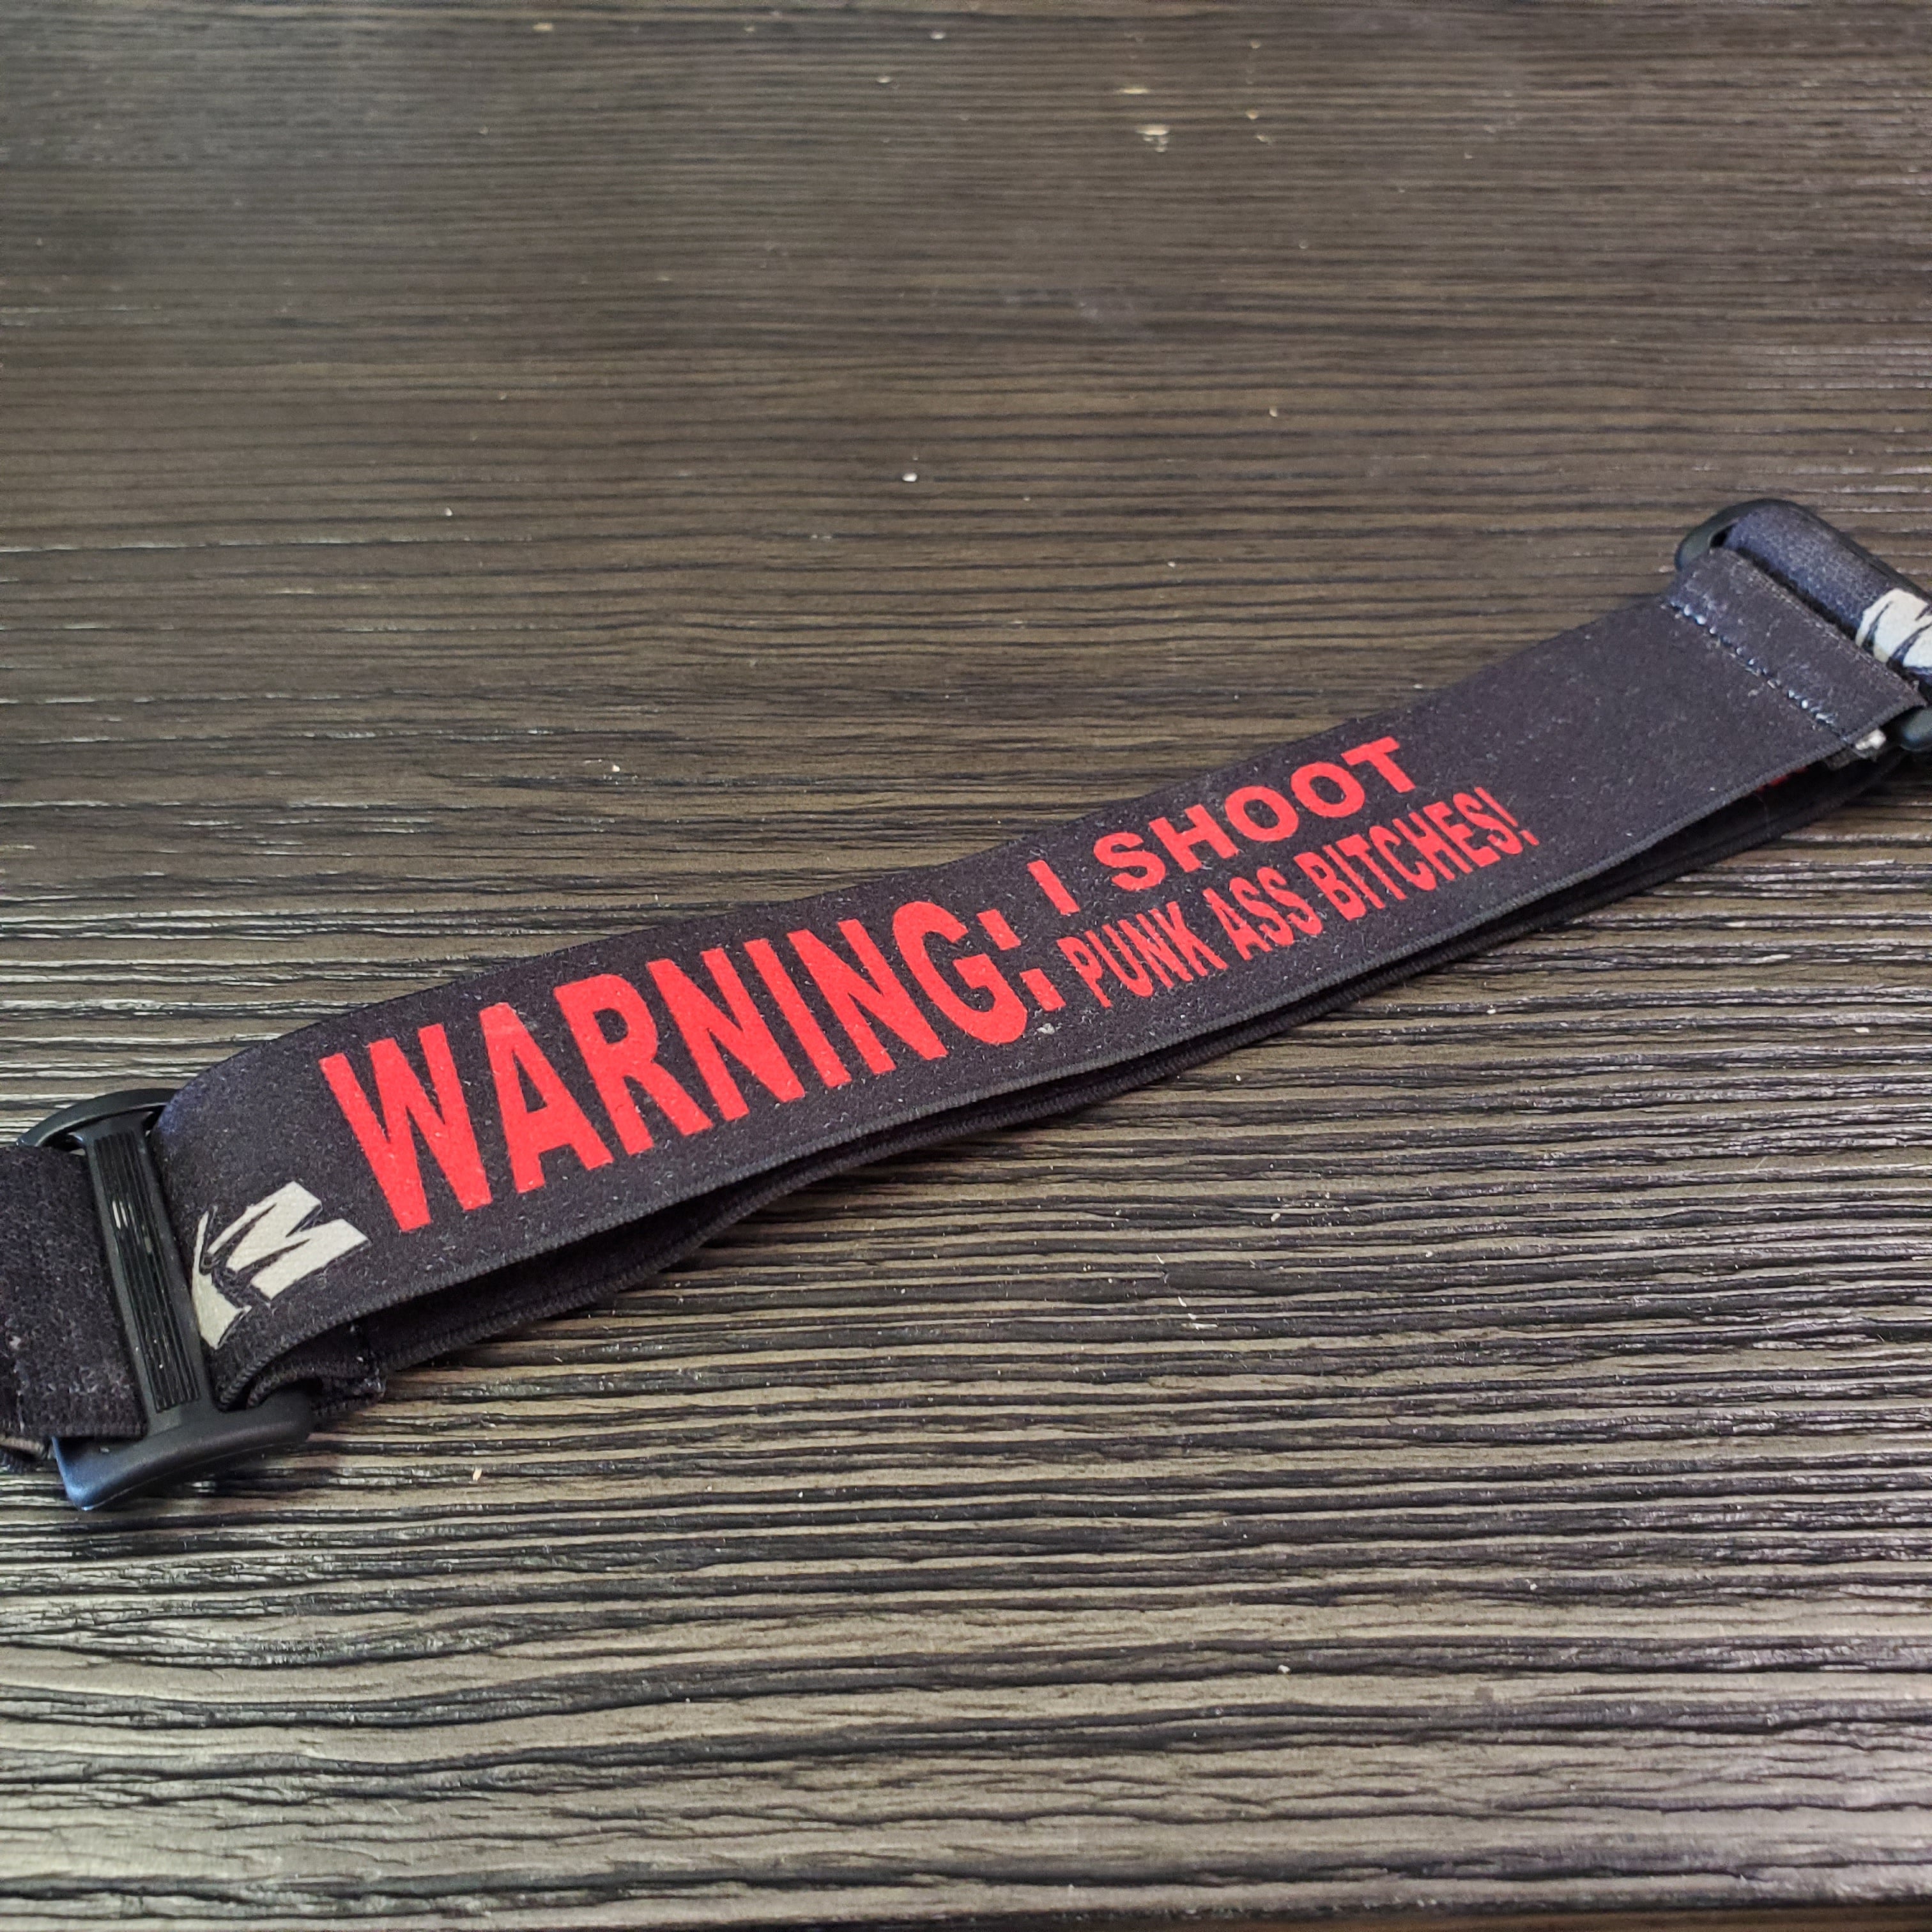 WARNING:
I SHOOT
PUNK ASS BITCHES!
M